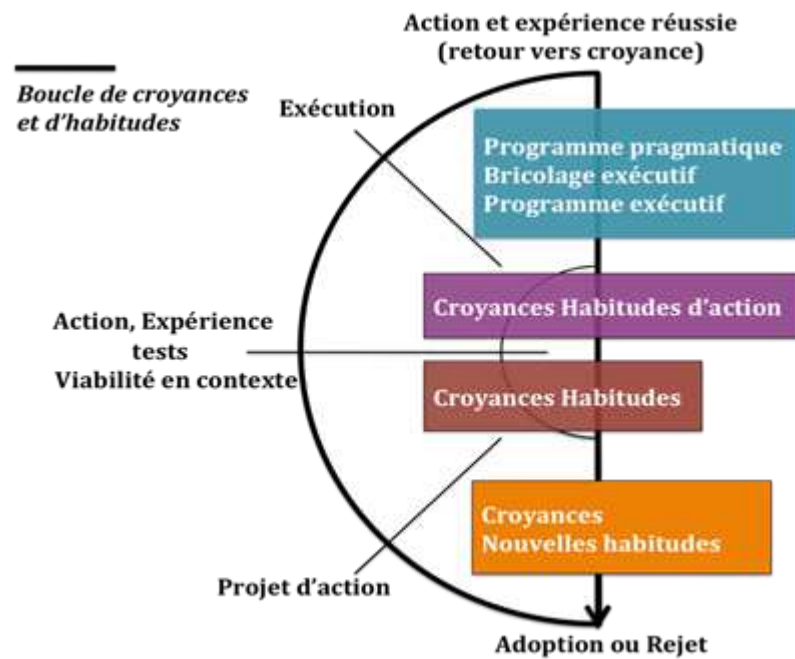 Action et expérience réussie
(retour vers croyance)
Boucle de croyances
et d'habitudes
Exécution
Programme pragmatique
Bricolage exécutif
Programme exécutif
Croyances Habitudes d'action
Action, Expérience
tests
Viabilité en contexte
Croyances Habitudes
Croyances
Nouvelles habitudes
Projet d'action
Adoption ou Rejet